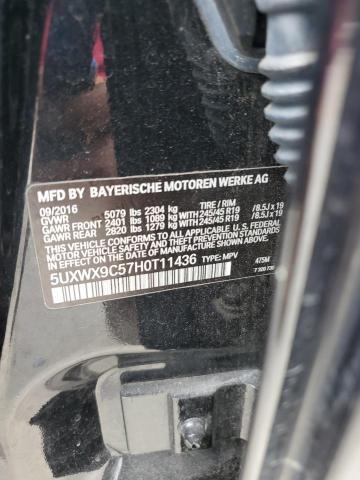 MFD BY BAYERISCHE MOTOREN WERKE AG
09/2016
GVWR 5079 lbs 2304 kg TIRE / RIM
GAWR FRONT 2401 lbs 1089 kg WITH 245/45 R19 / 8.5J x 19
GAWR REAR 2820 lbs 1279 kg WITH 245/45 R19 / 8.5J x 19
THIS VEHICLE CONFORMS TO ALL APPLICABLE U.S. FEDERAL
MOTOR VEHICLE SAFETY AND THEFT PREVENTION STANDARDS
IN EFFECT ON THE DATE OF MANUFACTURE SHOWN ABOVE.
5UXWX9C57H0T11436 TYPE: MPV 475M